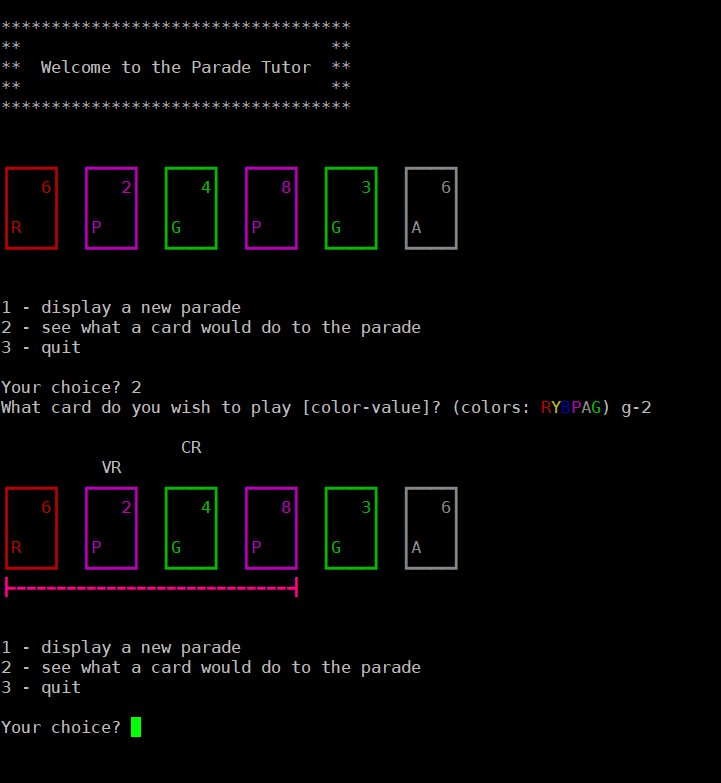 ***********************************
**                               **
**  Welcome to the Parade Tutor  **
**                               **
***********************************
6 2 4 8 3 6
R P G P G A
1 - display a new parade
2 - see what a card would do to the parade
3 - quit
Your choice? 2
What card do you wish to play [color-value]? (colors: RYBPAG) g-2
CR
VR
6 2 4 8 3 6
R P G P G A
1 - display a new parade
2 - see what a card would do to the parade
3 - quit
Your choice?